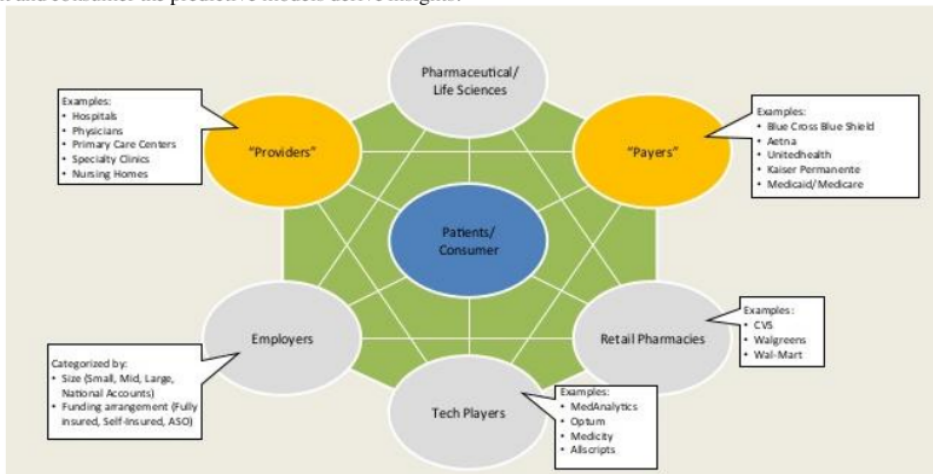 Pharmaceutical/
Life Sciences
Examples:
• Hospitals
• Physicians
• Primary Care Centers
• Specialty Clinics
• Nursing Homes
"Providers"
"Payers"
Examples:
• Blue Cross Blue Shield
• Aetna
• Unitedhealth
• Kaiser Permanente
• Medicaid/Medicare
Patients/
Consumer
Employers
Retail Pharmacies
Examples:
• CVS
• Walgreens
• Wal-Mart
Categorized by:
• Size (Small, Mid, Large,
National Accounts)
• Funding arrangement (Fully
insured, Self-Insured, ASO)
Tech Players
Examples:
• MedAnalytics
• Optum
• Medicity
• Allscripts